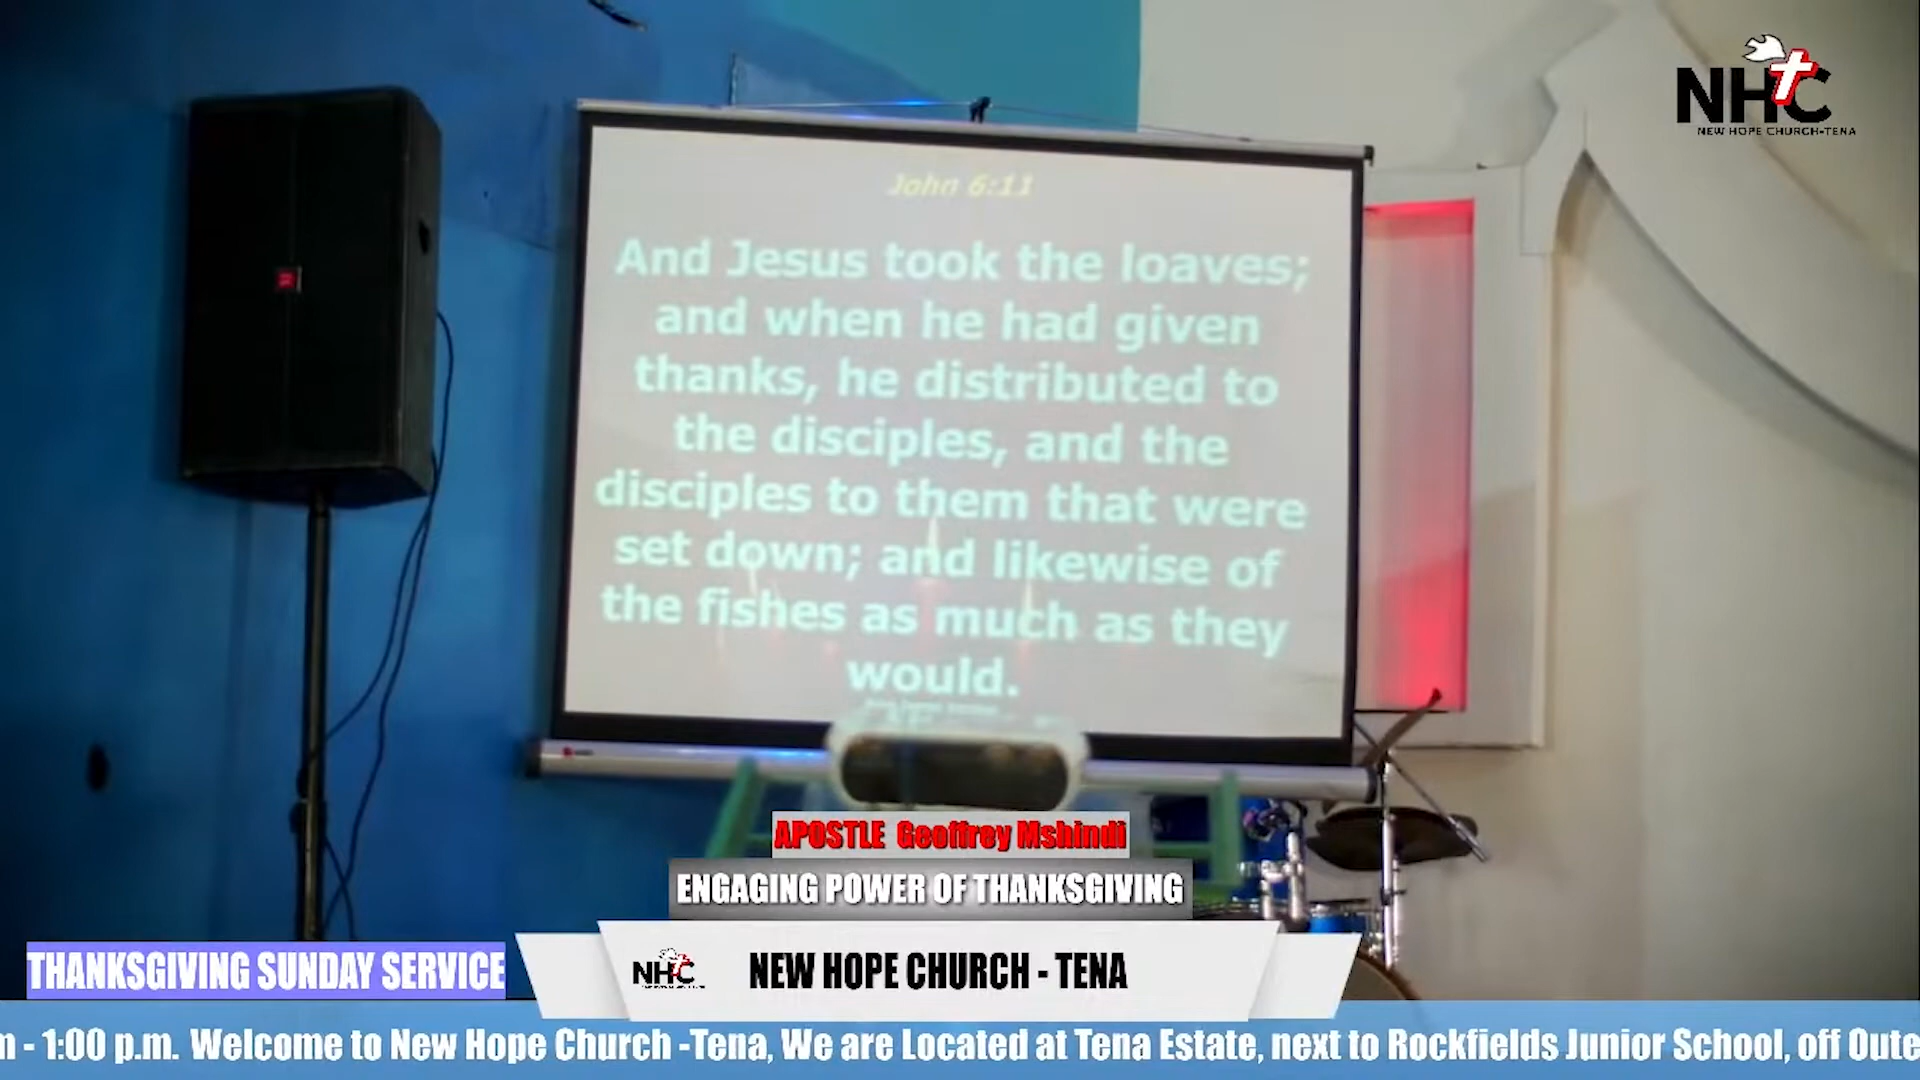 NHC
NEW HOPE CHURCH-TENA
John 6:11
And Jesus took the loaves;
and when he had given
thanks, he distributed to
the disciples, and the
disciples to them that were
set down; and likewise of
the fishes as much as they
would.
APOSTLE Geoffrey Mshindi
ENGAGING POWER OF THANKSGIVING
THANKSGIVING SUNDAY SERVICE
NHC
NEW HOPE CHURCH - TENA
- 1:00 p.m. Welcome to New Hope Church -Tena, We are Located at Tena Estate, next to Rockfields Junior School, off